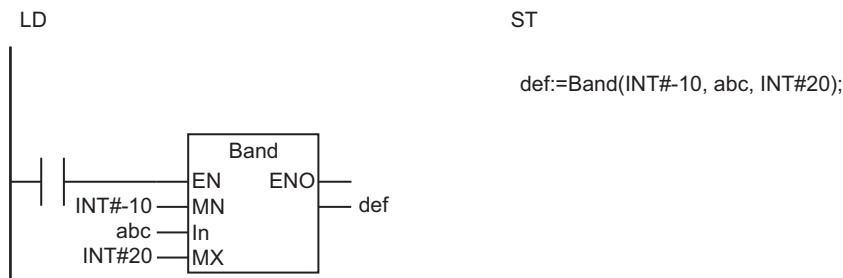 LD
ST
def:=Band(INT#-10, abc, INT#20);
Band
EN ENO
INT#-10 MN def
abc In
INT#20 MX